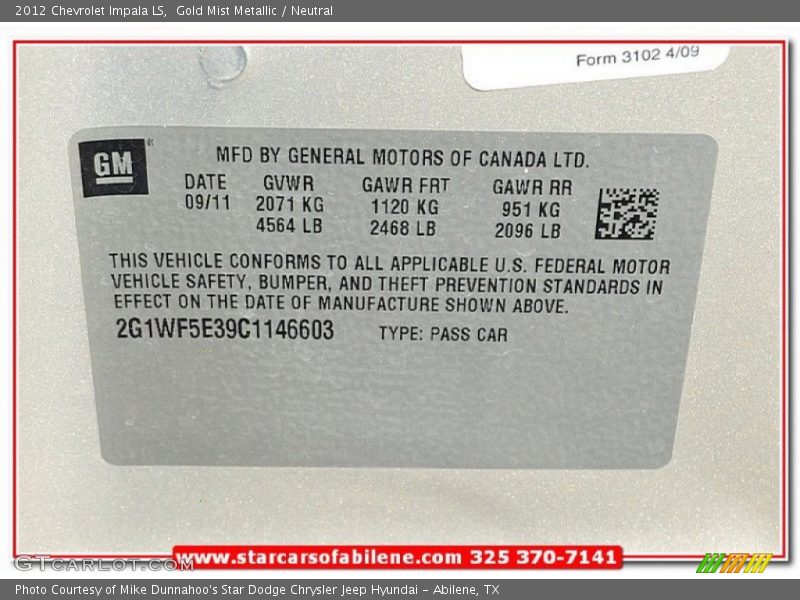 2012 Chevrolet Impala LS,  Gold Mist Metallic / Neutral
Form 3102 4/09
GM
MFD BY GENERAL MOTORS OF CANADA LTD.
DATE GVWR GAWR FRT GAWR RR
09/11 2071 KG 1120 KG 951 KG
4564 LB 2468 LB 2096 LB
THIS VEHICLE CONFORMS TO ALL APPLICABLE U.S. FEDERAL MOTOR
VEHICLE SAFETY, BUMPER, AND THEFT PREVENTION STANDARDS IN
EFFECT ON THE DATE OF MANUFACTURE SHOWN ABOVE.
2G1WF5E39C1146603 TYPE: PASS CAR
GTcarlot.com
www.starcarsofabilene.com 325 370-7141
Photo Courtesy of Mike Dunnahoo's Star Dodge Chrysler Jeep Hyundai - Abilene, TX